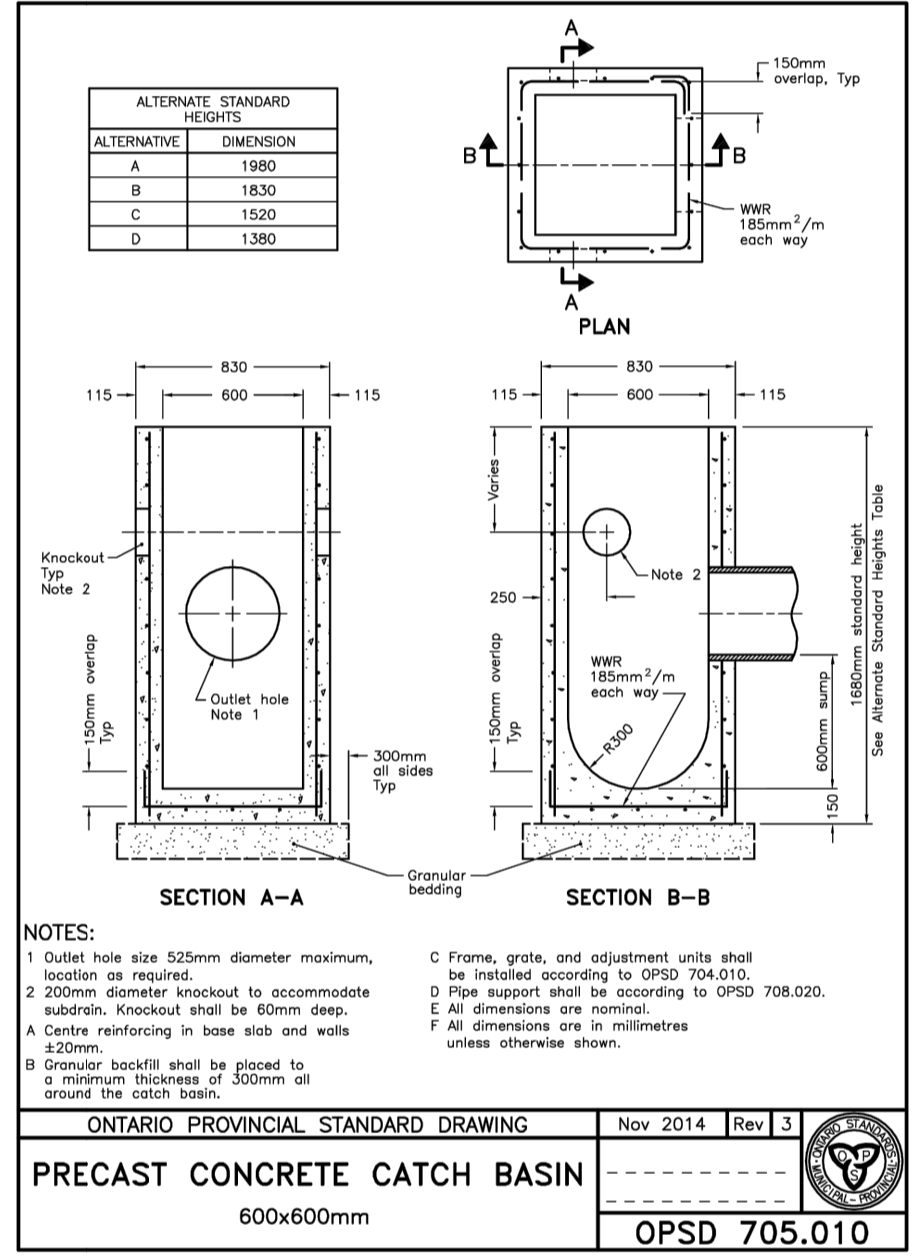 ALTERNATE STANDARD
HEIGHTS
ALTERNATIVE DIMENSION
A 1980
B 1830
C 1520
D 1380
A
150mm
overlap, Typ
B
B
WWR
185mm²/m
each way
A
PLAN
830
115
600
115
Knockout
Typ
Note 2
Outlet hole
Note 1
150mm overlap
Typ
300mm
all sides
Typ
SECTION A–A
830
115
600
115
Varies
Note 2
250
WWR
185mm²/m
each way
150mm overlap
Typ
R300
600mm sump
150
1680mm standard height
See Alternate Standard Heights Table
Granular
bedding
SECTION B–B
NOTES:
1 Outlet hole size 525mm diameter maximum,
location as required.
2 200mm diameter knockout to accommodate
subdrain. Knockout shall be 60mm deep.
A Centre reinforcing in base slab and walls
±20mm.
B Granular backfill shall be placed to
a minimum thickness of 300mm all
around the catch basin.
C Frame, grate, and adjustment units shall
be installed according to OPSD 704.010.
D Pipe support shall be according to OPSD 708.020.
E All dimensions are nominal.
F All dimensions are in millimetres
unless otherwise shown.
ONTARIO PROVINCIAL STANDARD DRAWING
Nov 2014 Rev 3
PRECAST CONCRETE CATCH BASIN
600x600mm
OPSD 705.010
ONTARIO STANDARDS
MUNICIPAL – PROVINCIAL
O P
S